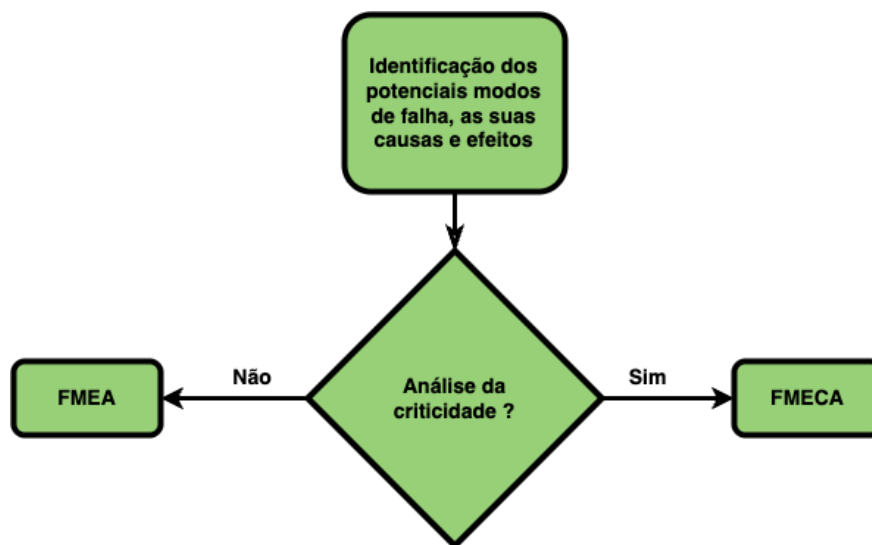 Identificação dos
potenciais modos
de falha, as suas
causas e efeitos
Não
Sim
FMEA
Análise da
criticidade ?
FMECA